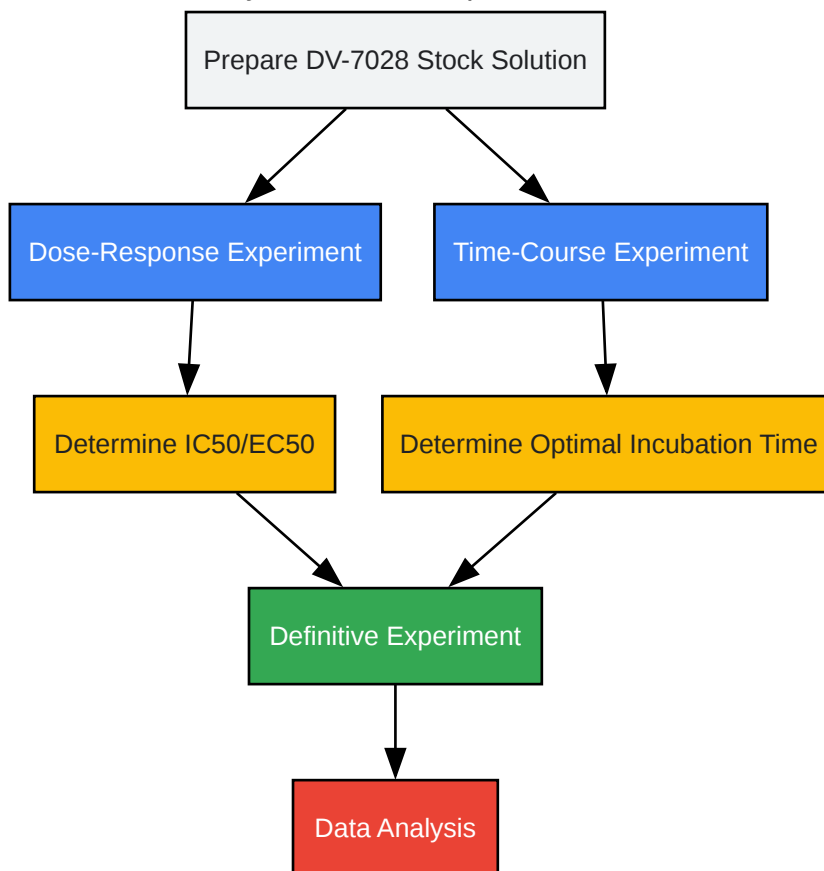 Prepare DV-7028 Stock Solution
Dose-Response Experiment
Time-Course Experiment
Determine IC50/EC50
Determine Optimal Incubation Time
Definitive Experiment
Data Analysis